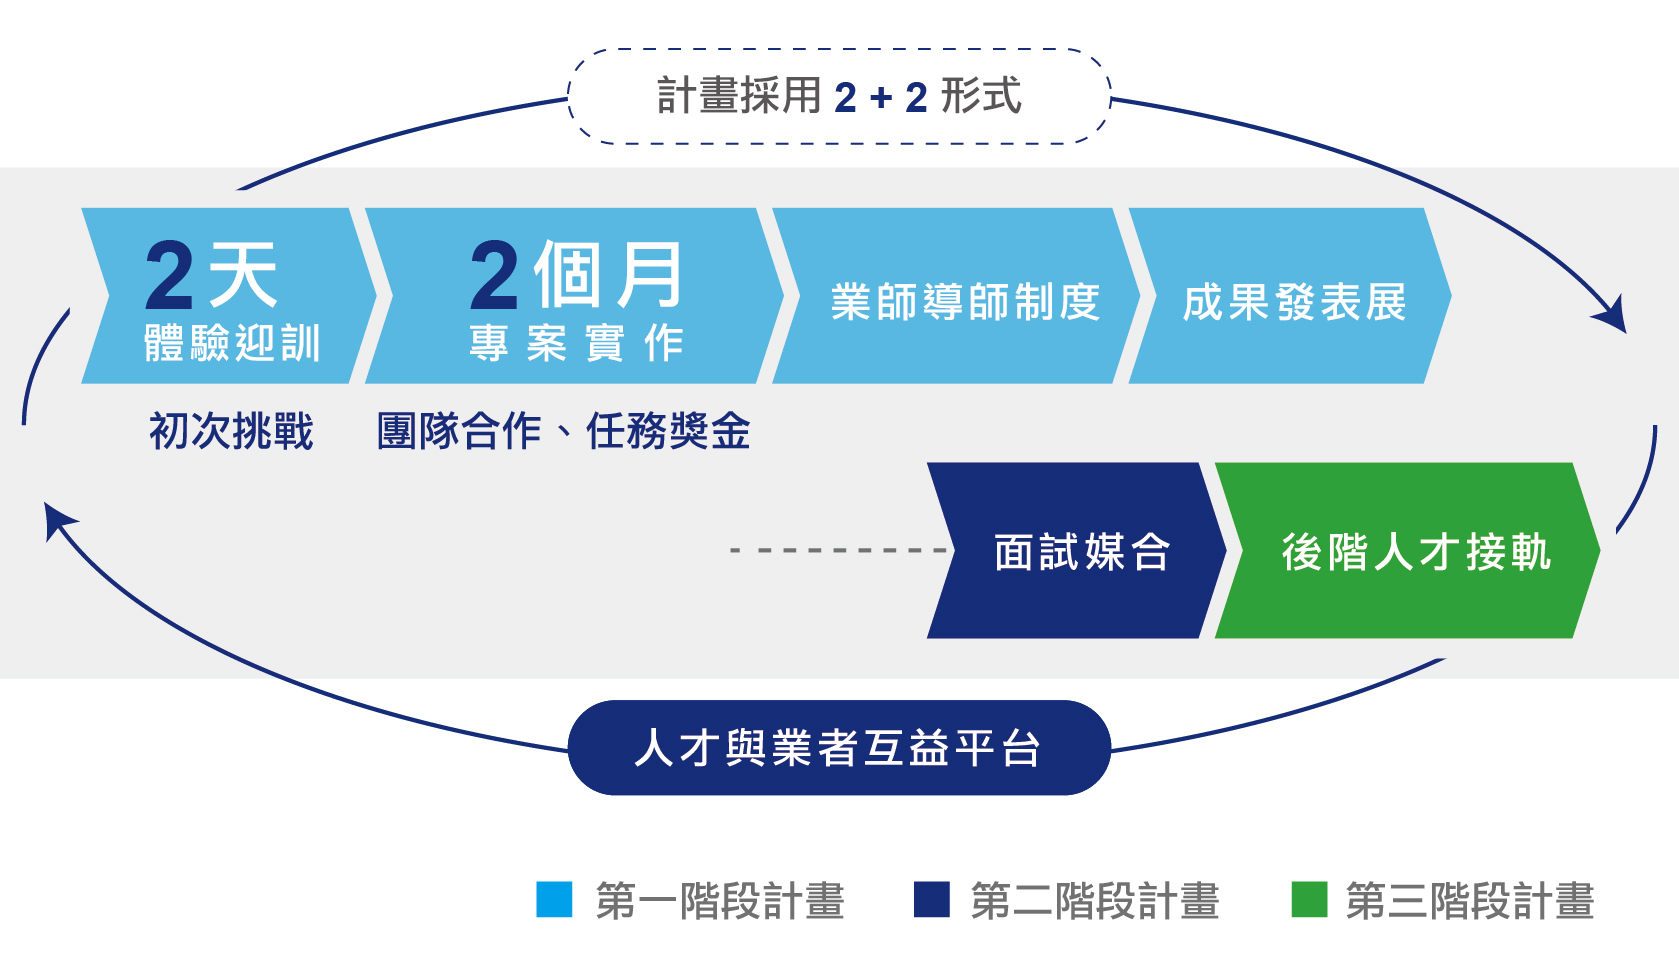 計畫採用 2 + 2 形式
2天
體驗迎訓
2個月
專案實作
業師導師制度
成果發表展
初次挑戰
團隊合作、任務獎金
面試媒合
後階人才接軌
人才與業者互益平台
第一階段計畫
第二階段計畫
第三階段計畫